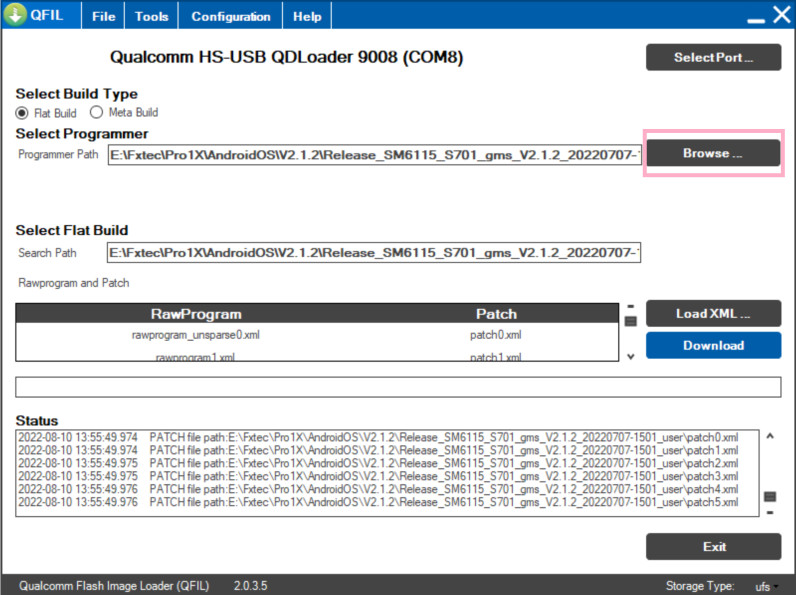 QFIL File Tools Configuration Help
Qualcomm HS-USB QDLoader 9008 (COM8)
Select Port ...
Select Build Type
Flat Build Meta Build
Select Programmer
Programmer Path E:\Fxtec\Pro1X\AndroidOS\V2.1.2\Release_SM6115_S701_gms_V2.1.2_20220707-1 Browse ...
Select Flat Build
Search Path E:\Fxtec\Pro1X\AndroidOS\V2.1.2\Release_SM6115_S701_gms_V2.1.2_20220707-1
Rawprogram and Patch
RawProgram Patch
Load XML ...
rawprogram_unsparse0.xml patch0.xml
Download
rawprogram1.xml patch1.xml
Status
2022-08-10 13:55:49.974 PATCH file path:E:\Fxtec\Pro1X\AndroidOS\V2.1.2\Release_SM6115_S701_gms_V2.1.2_20220707-1501_user\patch0.xml
2022-08-10 13:55:49.974 PATCH file path:E:\Fxtec\Pro1X\AndroidOS\V2.1.2\Release_SM6115_S701_gms_V2.1.2_20220707-1501_user\patch1.xml
2022-08-10 13:55:49.975 PATCH file path:E:\Fxtec\Pro1X\AndroidOS\V2.1.2\Release_SM6115_S701_gms_V2.1.2_20220707-1501_user\patch2.xml
2022-08-10 13:55:49.975 PATCH file path:E:\Fxtec\Pro1X\AndroidOS\V2.1.2\Release_SM6115_S701_gms_V2.1.2_20220707-1501_user\patch3.xml
2022-08-10 13:55:49.976 PATCH file path:E:\Fxtec\Pro1X\AndroidOS\V2.1.2\Release_SM6115_S701_gms_V2.1.2_20220707-1501_user\patch4.xml
2022-08-10 13:55:49.976 PATCH file path:E:\Fxtec\Pro1X\AndroidOS\V2.1.2\Release_SM6115_S701_gms_V2.1.2_20220707-1501_user\patch5.xml
Exit
Qualcomm Flash Image Loader (QFIL) 2.0.3.5 Storage Type: ufs